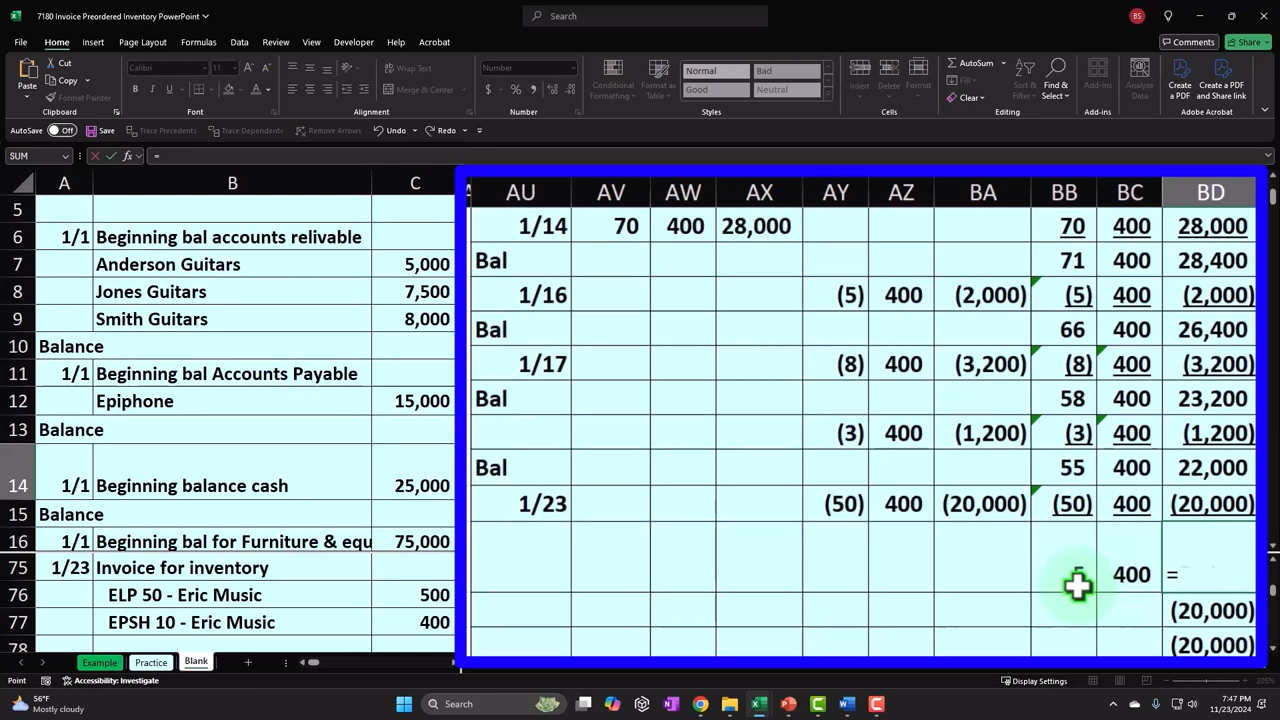 7180 Invoice Preordered Inventory PowerPoint
Search
BS
File Home Insert Page Layout Formulas Data Review View Developer Help Acrobat
Comments Share
Paste
Cut
Copy
Format Painter
Clipboard
Calibri 11
Font
Wrap Text
Merge & Center
Alignment
Number
Number
Conditional Formatting
Format as Table
Normal Bad
Good Neutral
Styles
Insert Delete Format
Cells
AutoSum
Fill
Clear
Sort & Filter
Find & Select
Editing
Add-ins
Add-ins
Analyze Data
Create a PDF
Create a PDF and Share link
Adobe Acrobat
AutoSave Off Save Trace Precedents Trace Dependents Remove Arrows Undo Redo
SUM fx =
A B C
5
6 1/1 Beginning bal accounts relivable
7 Anderson Guitars 5,000
8 Jones Guitars 7,500
9 Smith Guitars 8,000
10 Balance
11 1/1 Beginning bal Accounts Payable
12 Epiphone 15,000
13 Balance
14 1/1 Beginning balance cash 25,000
15 Balance
16 1/1 Beginning bal for Furniture & equ 75,000
75 1/23 Invoice for inventory
76 ELP 50 - Eric Music 500
77 EPSH 10 - Eric Music 400
78
AU AV AW AX AY AZ BA BB BC BD
1/14 70 400 28,000 70 400 28,000
Bal 71 400 28,400
1/16 (5) 400 (2,000) (5) 400 (2,000)
Bal 66 400 26,400
1/17 (8) 400 (3,200) (8) 400 (3,200)
Bal 58 400 23,200
(3) 400 (1,200) (3) 400 (1,200)
Bal 55 400 22,000
1/23 (50) 400 (20,000) (50) 400 (20,000)
400 =
(20,000)
(20,000)
Example Practice Blank
Point Accessibility: Investigate
Display Settings 205%
56°F
Mostly cloudy
Search
7:47 PM
11/23/2024